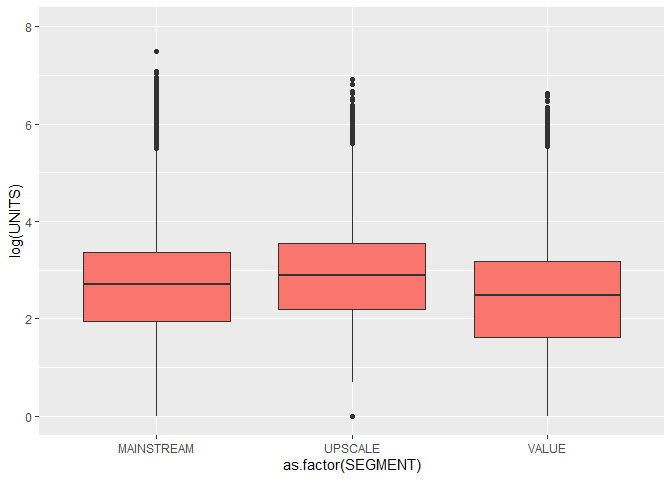 8
6
4
2
0
log(UNITS)
MAINSTREAM UPSCALE VALUE
as.factor(SEGMENT)